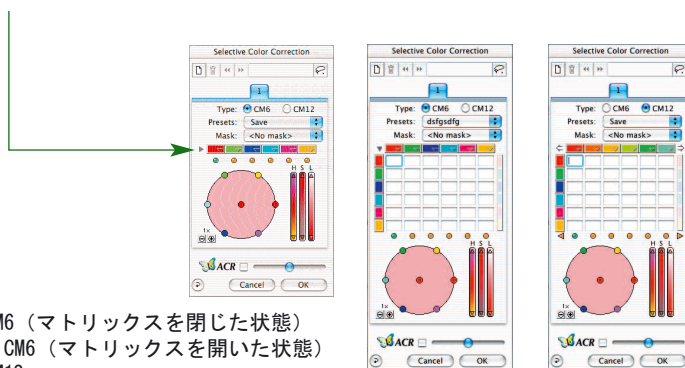 Selective Color Correction
1
Type: CM6 CM12
Presets: Save
Mask: <No mask>
H S L
1x
ACR
Cancel OK
Selective Color Correction
1
Type: CM6 CM12
Presets: dsfgsdfg
Mask: <No mask>
H S L
1x
ACR
Cancel OK
Selective Color Correction
1
Type: CM6 CM12
Presets: Save
Mask: <No mask>
H S L
1x
ACR
Cancel OK
M6 (マトリックスを閉じた状態)
CM6 (マトリックスを開いた状態)